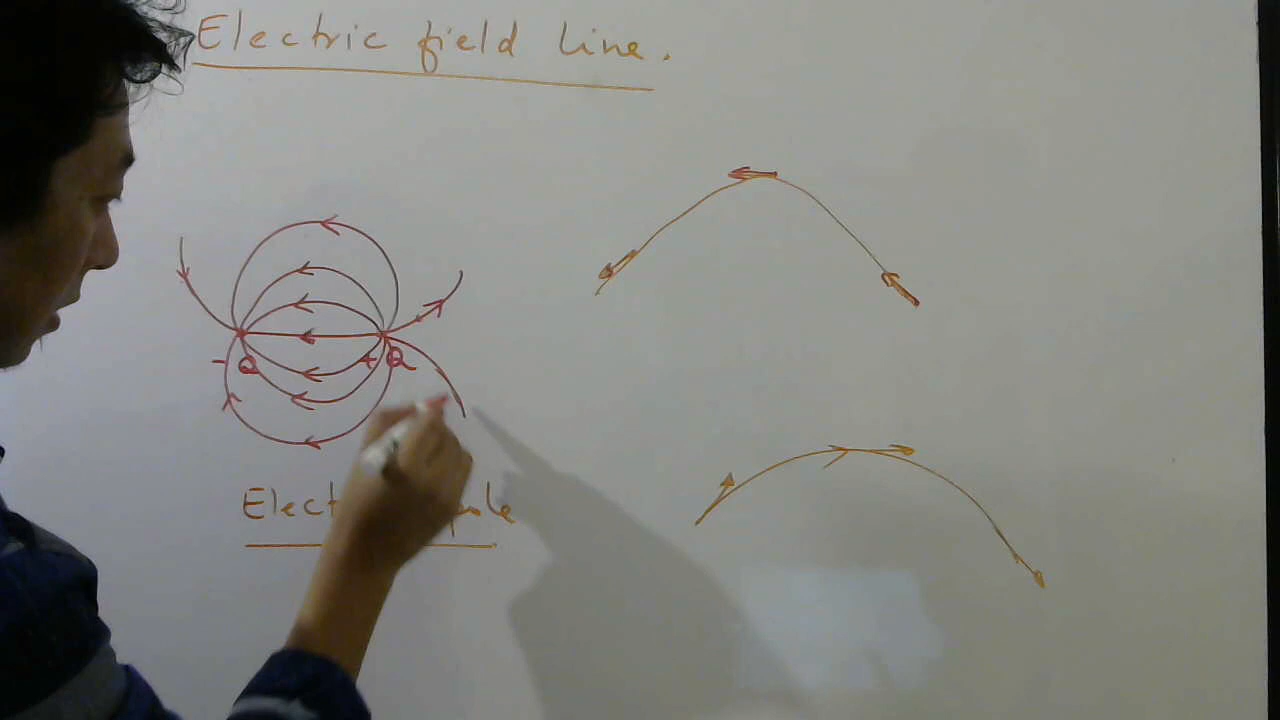 Electric field line.
- Q + Q